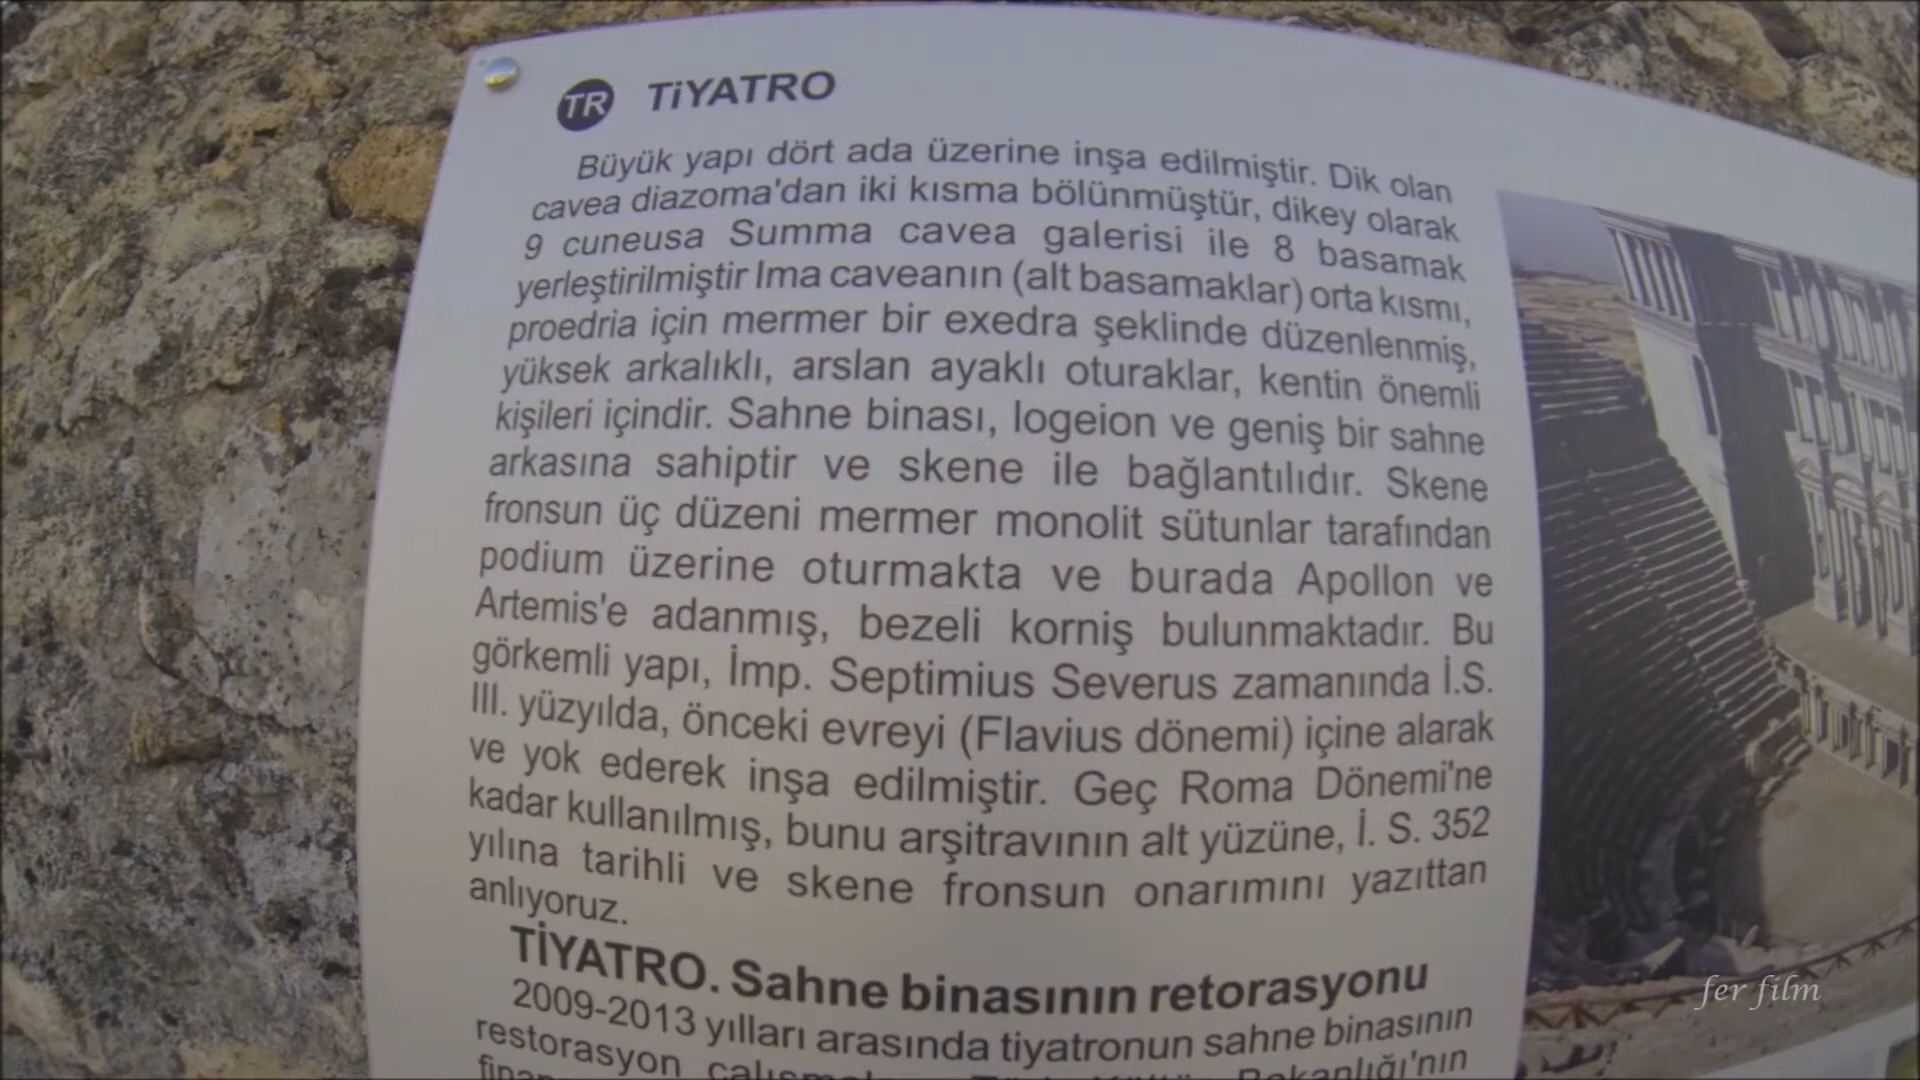 TR TiYATRO
Büyük yapı dört ada üzerine inşa edilmiştir. Dik olan
cavea diazoma'dan iki kısma bölünmüştür, dikey olarak
9 cuneusa Summa cavea galerisi ile 8 basamak
yerleştirilmiştir Ima caveanın (alt basamaklar) orta kısmı,
proedria için mermer bir exedra şeklinde düzenlenmiş,
yüksek arkalıklı, arslan ayaklı oturaklar, kentin önemli
kişileri içindir. Sahne binası, logeion ve geniş bir sahne
arkasına sahiptir ve skene ile bağlantılıdır. Skene
fronsun üç düzeni mermer monolit sütunlar tarafından
podium üzerine oturmakta ve burada Apollon ve
Artemis'e adanmış, bezeli korniş bulunmaktadır. Bu
görkemli yapı, İmp. Septimius Severus zamanında İ.S.
III. yüzyılda, önceki evreyi (Flavius dönemi) içine alarak
ve yok ederek inşa edilmiştir. Geç Roma Dönemi'ne
kadar kullanılmış, bunu arşitravının alt yüzüne, İ. S. 352
yılına tarihli ve skene fronsun onarımını yazıttan
anlıyoruz.
TİYATRO. Sahne binasının retorasyonu
2009-2013 yılları arasında tiyatronun sahne binasının
restorasyon Bakanlığı'nın
fer film